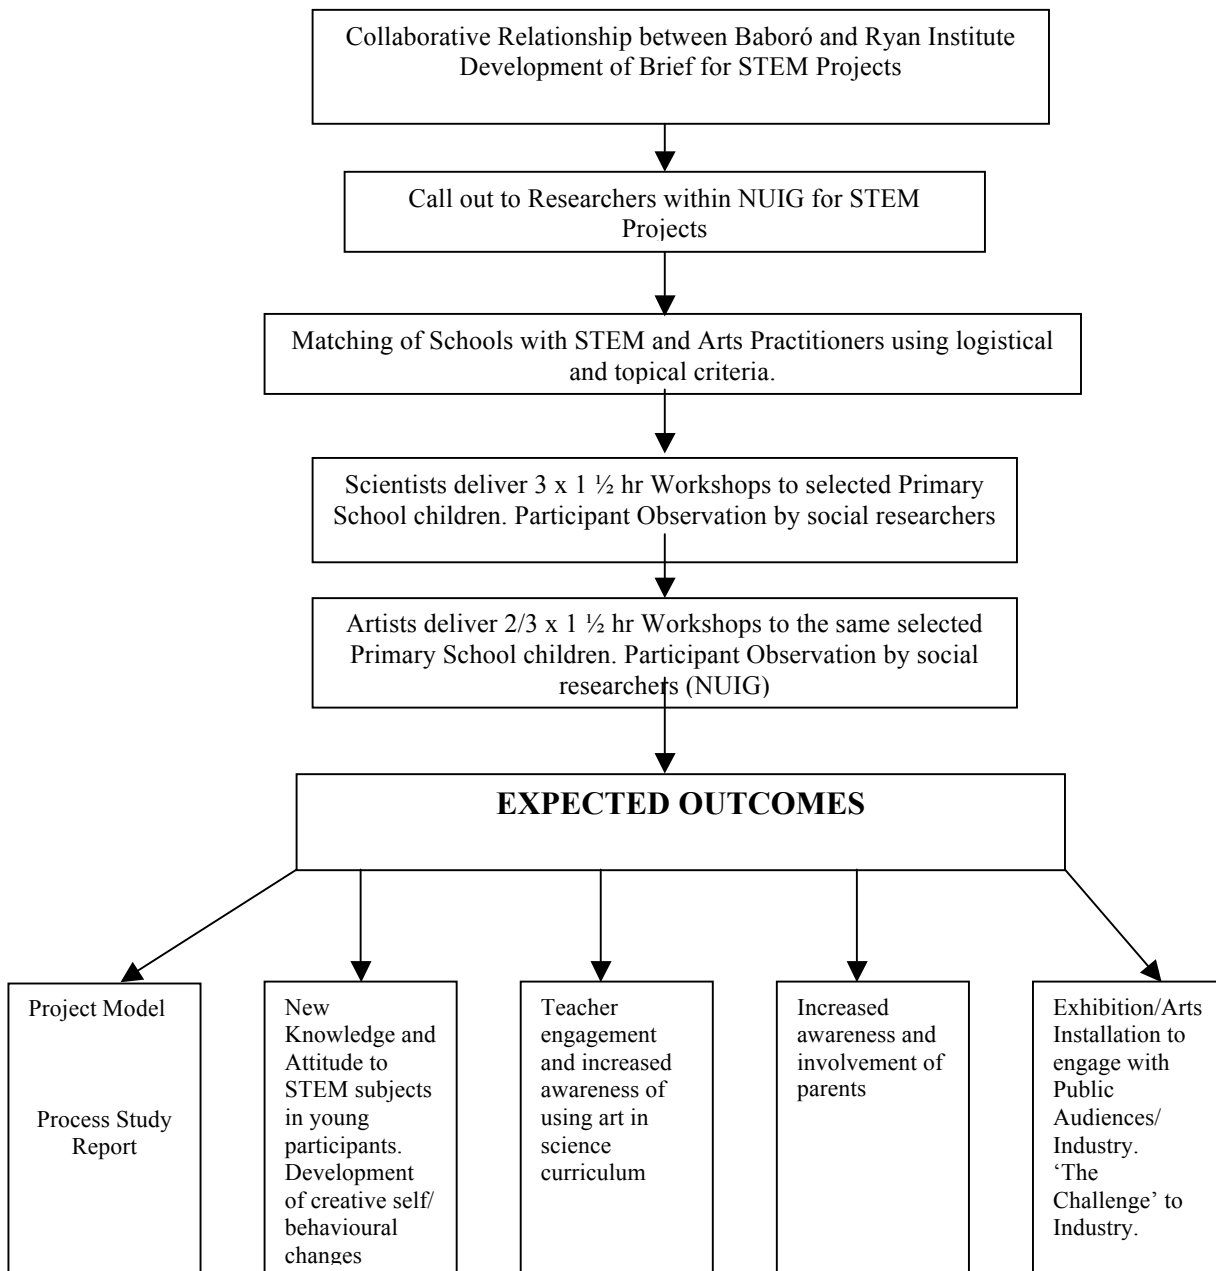 Collaborative Relationship between Baboró and Ryan Institute
Development of Brief for STEM Projects
Call out to Researchers within NUIG for STEM
Projects
Matching of Schools with STEM and Arts Practitioners using logistical
and topical criteria.
Scientists deliver 3 x 1 ½ hr Workshops to selected Primary
School children. Participant Observation by social researchers
Artists deliver 2/3 x 1 ½ hr Workshops to the same selected
Primary School children. Participant Observation by social
researchers (NUIG)
EXPECTED OUTCOMES
Project Model
Process Study
Report
New
Knowledge and
Attitude to
STEM subjects
in young
participants.
Development
of creative self/
behavioural
changes
Teacher
engagement
and increased
awareness of
using art in
science
curriculum
Increased
awareness and
involvement of
parents
Exhibition/Arts
Installation to
engage with
Public
Audiences/
Industry.
‘The
Challenge’ to
Industry.